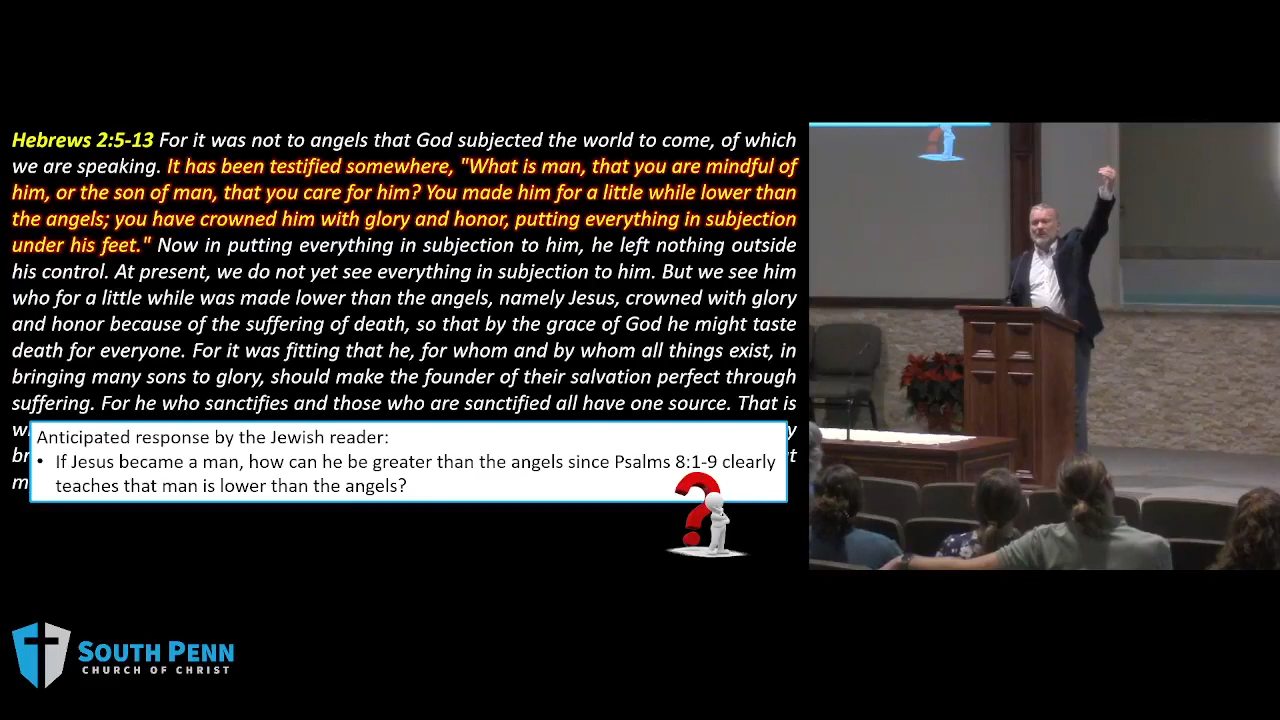 Hebrews 2:5-13 For it was not to angels that God subjected the world to come, of which
we are speaking. It has been testified somewhere, "What is man, that you are mindful of
him, or the son of man, that you care for him? You made him for a little while lower than
the angels; you have crowned him with glory and honor, putting everything in subjection
under his feet." Now in putting everything in subjection to him, he left nothing outside
his control. At present, we do not yet see everything in subjection to him. But we see him
who for a little while was made lower than the angels, namely Jesus, crowned with glory
and honor because of the suffering of death, so that by the grace of God he might taste
death for everyone. For it was fitting that he, for whom and by whom all things exist, in
bringing many sons to glory, should make the founder of their salvation perfect through
suffering. For he who sanctifies and those who are sanctified all have one source. That is
Anticipated response by the Jewish reader:
• If Jesus became a man, how can he be greater than the angels since Psalms 8:1-9 clearly
teaches that man is lower than the angels?
SOUTH PENN
CHURCH OF CHRIST